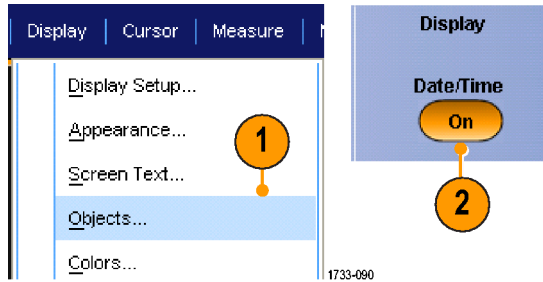 Display Cursor Measure
Display Setup...
Appearance...
1
Screen Text...
Objects...
Colors...
Display
Date/Time
On
2
1733-090